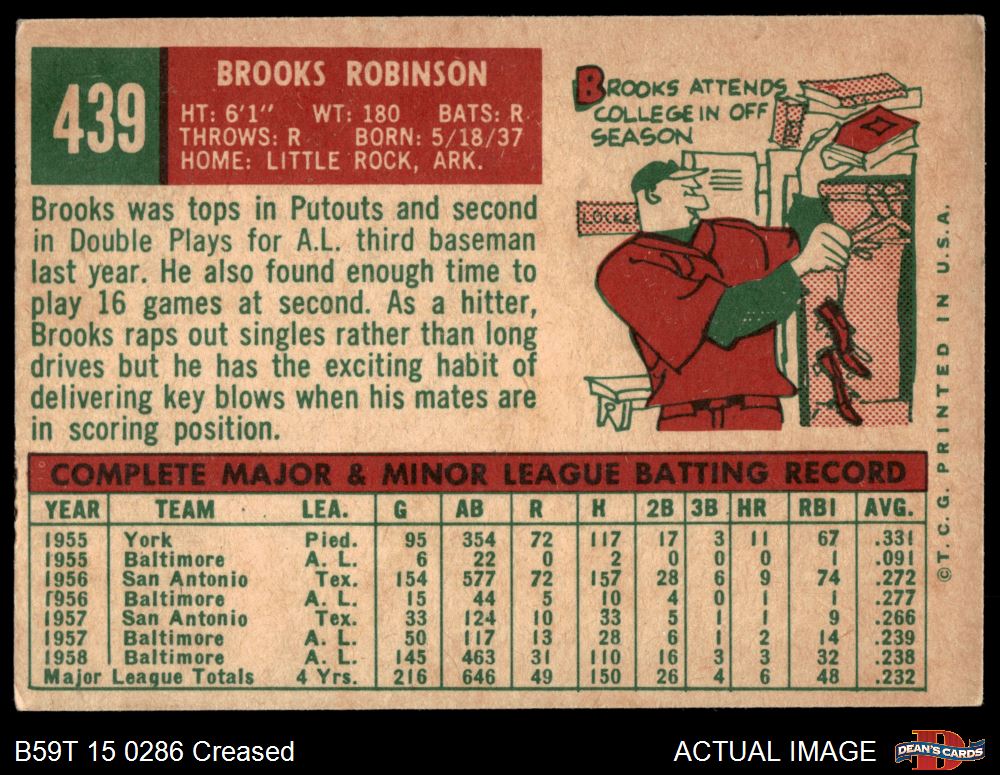 439
BROOKS ROBINSON
HT: 6'1" WT: 180 BATS: R.
THROWS: R BORN: 5/18/37
HOME: LITTLE ROCK, ARK.
BROOKS ATTENDS
COLLEGE IN OFF
SEASON
LOCKE
Brooks was tops in Putouts and second
in Double Plays for A.L. third baseman
last year. He also found enough time to
play 16 games at second. As a hitter,
Brooks raps out singles rather than long
drives but he has the exciting habit of
delivering key blows when his mates are
in scoring position.
COMPLETE MAJOR & MINOR LEAGUE BATTING RECORD
YEAR TEAM LEA. G AB R H 2B 3B HR RBI AVG.
1955 York Pied. 95 354 72 117 17 3 11 67 .331
1955 Baltimore A. L. 6 22 0 2 0 0 0 1 .091
1956 San Antonio Tex. 154 577 72 157 28 6 9 74 .272
1956 Baltimore A. L. 15 44 5 10 4 0 1 1 .277
1957 San Antonio Tex. 33 124 10 33 5 1 1 9 .266
1957 Baltimore A. L. 50 117 13 28 6 1 2 14 .239
1958 Baltimore A. L. 145 463 31 110 16 3 3 32 .238
Major League Totals 4 Yrs. 216 646 49 150 26 4 6 48 .232
© T. C. G. PRINTED IN U.S.A.
B59T 15 0286 Creased
ACTUAL IMAGE
DEAN'S CARDS